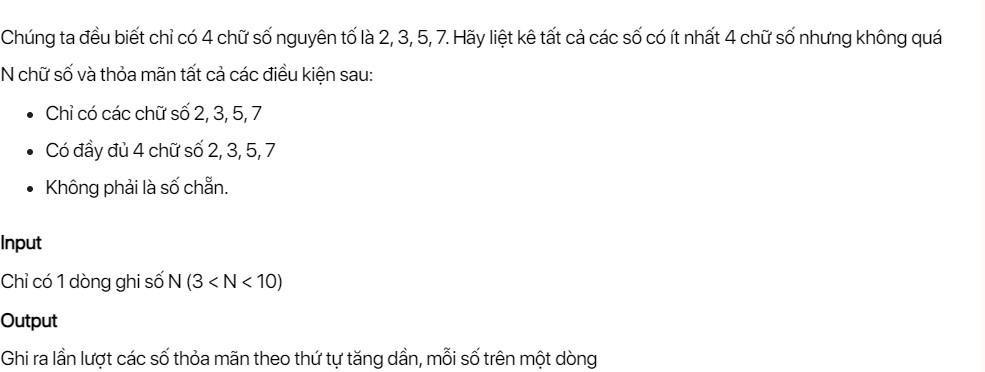 Chúng ta đều biết chỉ có 4 chữ số nguyên tố là 2, 3, 5, 7. Hãy liệt kê tất cả các số có ít nhất 4 chữ số nhưng không quá
N chữ số và thỏa mãn tất cả các điều kiện sau:
• Chỉ có các chữ số 2, 3, 5, 7
• Có đầy đủ 4 chữ số 2, 3, 5, 7
• Không phải là số chẵn.
Input
Chỉ có 1 dòng ghi số N (3 < N < 10)
Output
Ghi ra lần lượt các số thỏa mãn theo thứ tự tăng dần, mỗi số trên một dòng